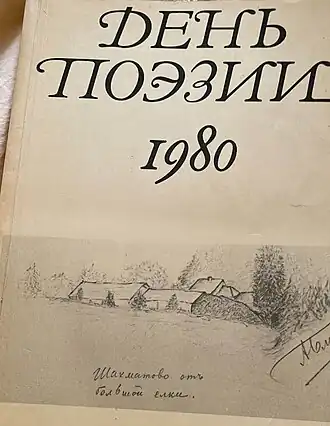 ДЕНЬ
ПОЭЗИИ
1980
Шахматово отъ
большой елки.